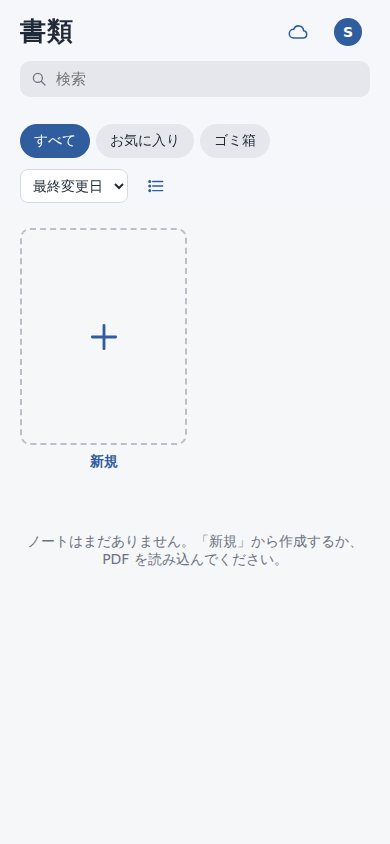 書類
S
検索
すべて
お気に入り
ゴミ箱
最終変更日
新規
ノートはまだありません。「新規」から作成するか、
PDF を読み込んでください。